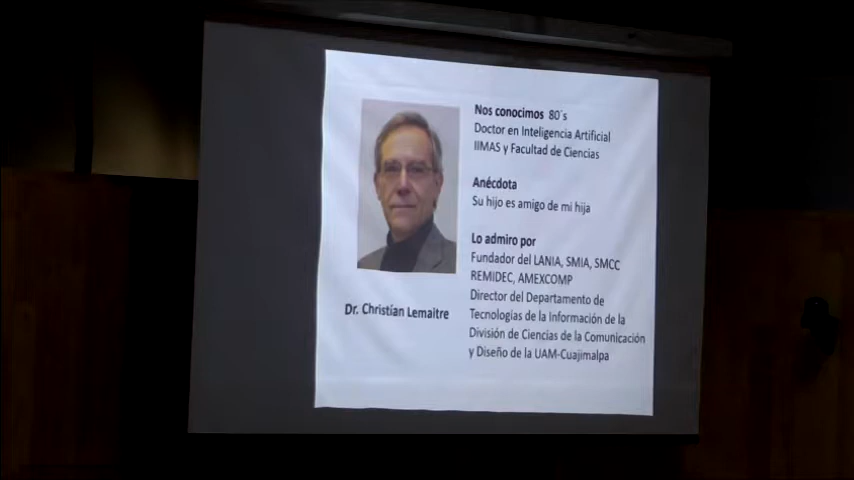 Nos conocimos 80's
Doctor en Inteligencia Artificial
IIMAS y Facultad de Ciencias
Anécdota
Su hijo es amigo de mi hija
Lo admiro por
Fundador del LANIA, SMIA, SMCC
REMIDEC, AMEXCOMP
Director del Departamento de
Tecnologías de la Información de la
División de Ciencias de la Comunicación
y Diseño de la UAM-Cuajimalpa
Dr. Christían Lemaitre